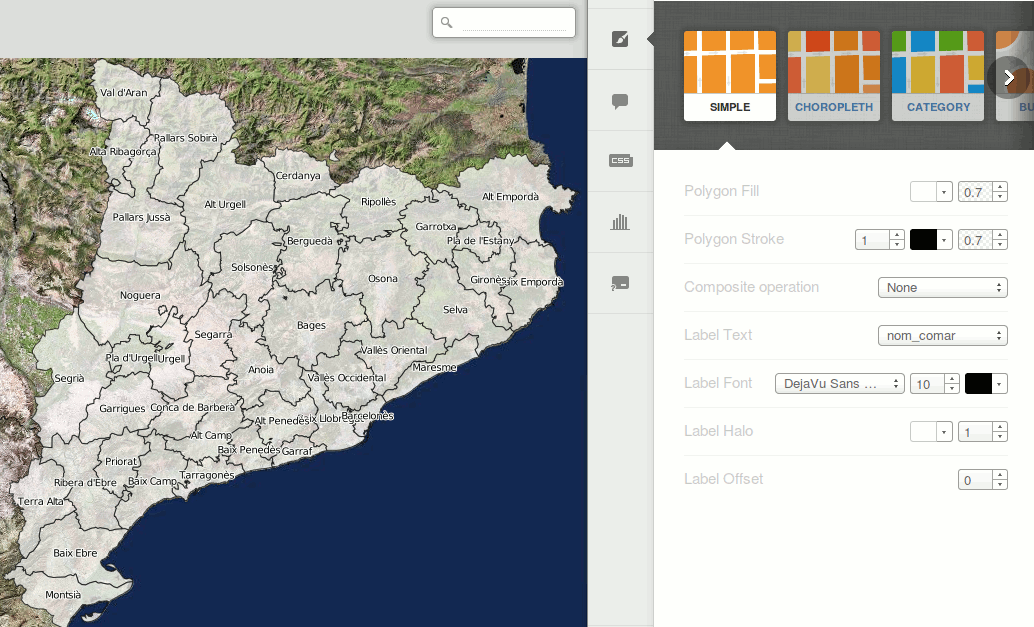 Val d'Aran
Pallars Sobirà
Alta Ribagorça
Cerdanya
Alt Empordà
Ripollès
Alt Urgell
Pallars Jussà
Garrotxa
Pla de l'Estany
Berguedà
Solsonès
Osona
Gironès
Baix Emporda
Noguera
Selva
Bages
Segarra
Vallès Oriental
Pla d'Urgell
Urgell
Maresme
Anoia
Segrià
Vallès Occidental
Garrigues
Conca de Barberà
Barcelonès
Alt Penedès
Baix Llobregat
Alt Camp
Baix Penedès
Garraf
Priorat
Tarragonès
Ribera d'Ebre
Baix Camp
Terra Alta
Baix Ebre
Montsià
CSS
SIMPLE
CHOROPLETH
CATEGORY
BU
Polygon Fill
0.7
Polygon Stroke
1
0.7
Composite operation
None
Label Text
nom_comar
Label Font
DejaVu Sans ...
10
Label Halo
1
Label Offset
0